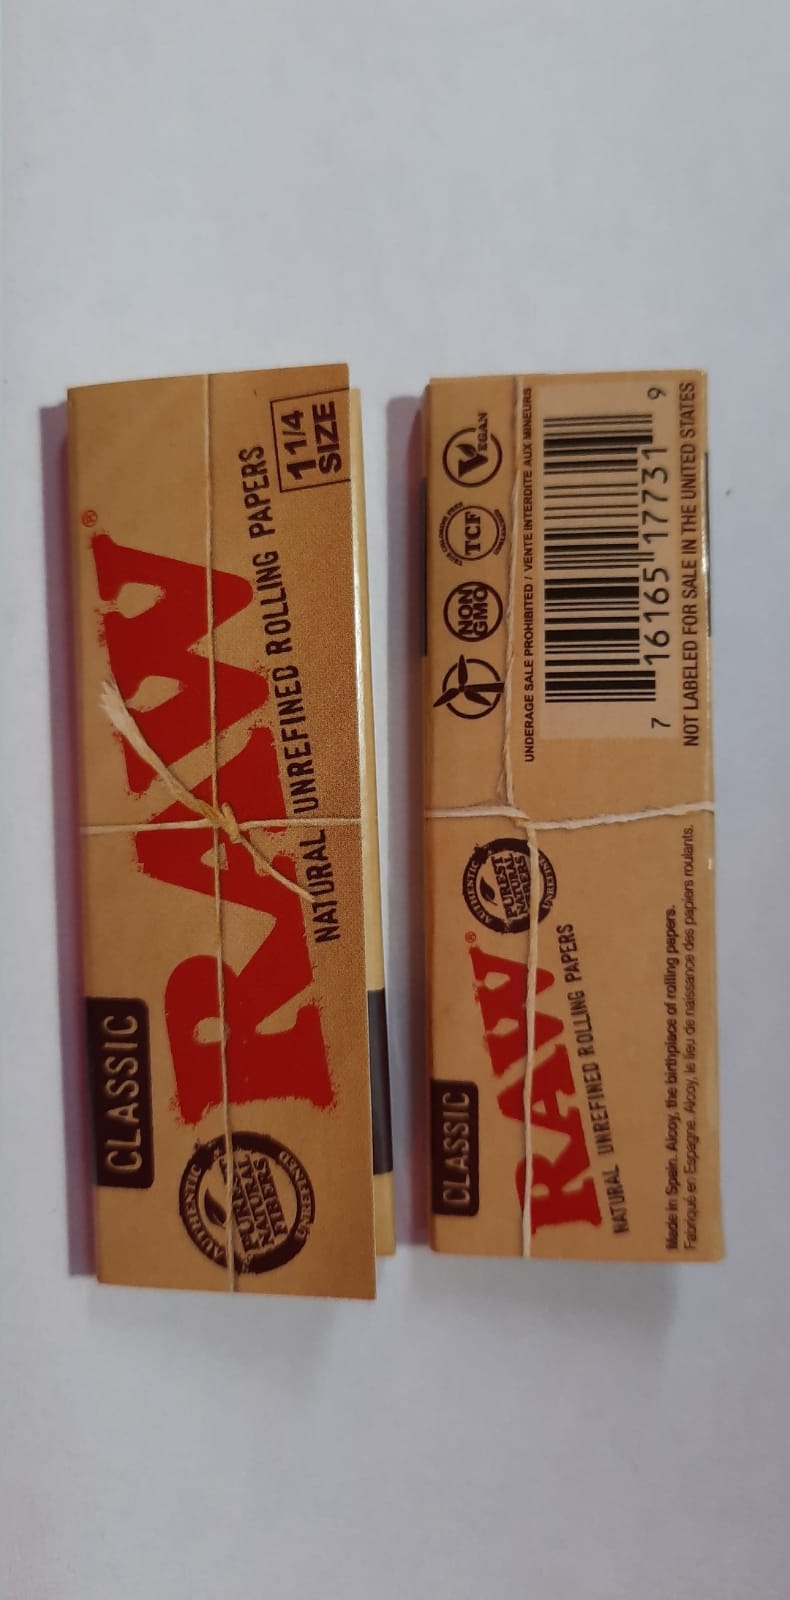 CLASSIC
RAW®
NATURAL UNREFINED ROLLING PAPERS
1 1/4
SIZE
AUTHENTIC
PUREST
NATURAL
FIBERS
UNREFINED
CLASSIC
RAW®
NATURAL UNREFINED ROLLING PAPERS
AUTHENTIC
PUREST
NATURAL
FIBERS
UNREFINED
Made in Spain. Alcoy, the birthplace of rolling papers.
Fabriqué en Espagne. Alcoy, le lieu de naissance des papiers roulants.
NON
GMO
TCF
VEGAN
UNDERAGE SALE PROHIBITED / VENTE INTERDITE AUX MINEURS
7 16165 17731 9
NOT LABELED FOR SALE IN THE UNITED STATES